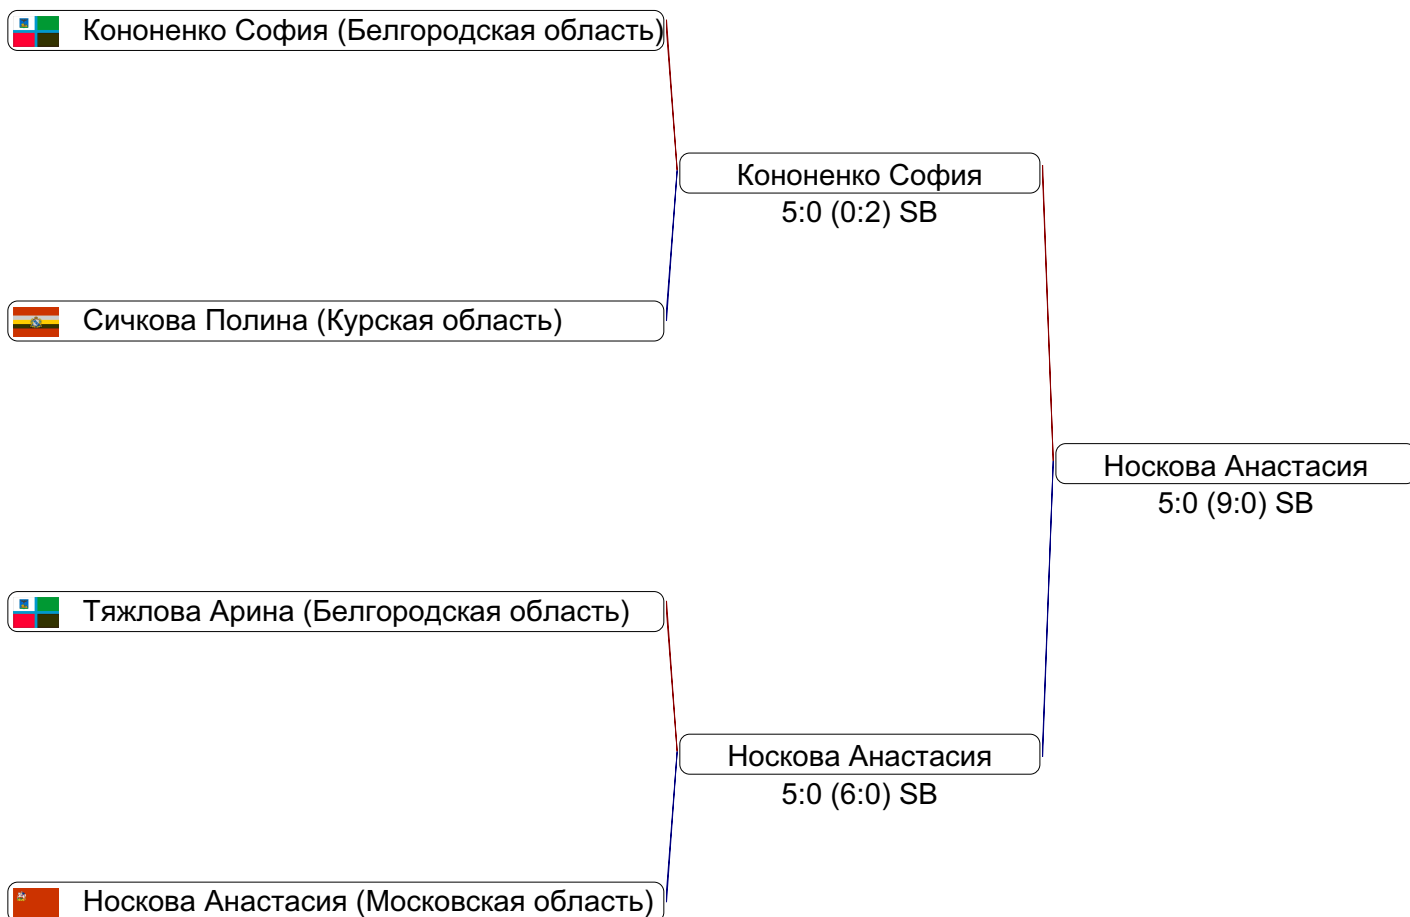 Кононенко София (Белгородская область)
Кононенко София
5:0 (0:2) SB
Сичкова Полина (Курская область)
Носкова Анастасия
5:0 (9:0) SB
Тяжлова Арина (Белгородская область)
Носкова Анастасия
5:0 (6:0) SB
Носкова Анастасия (Московская область)